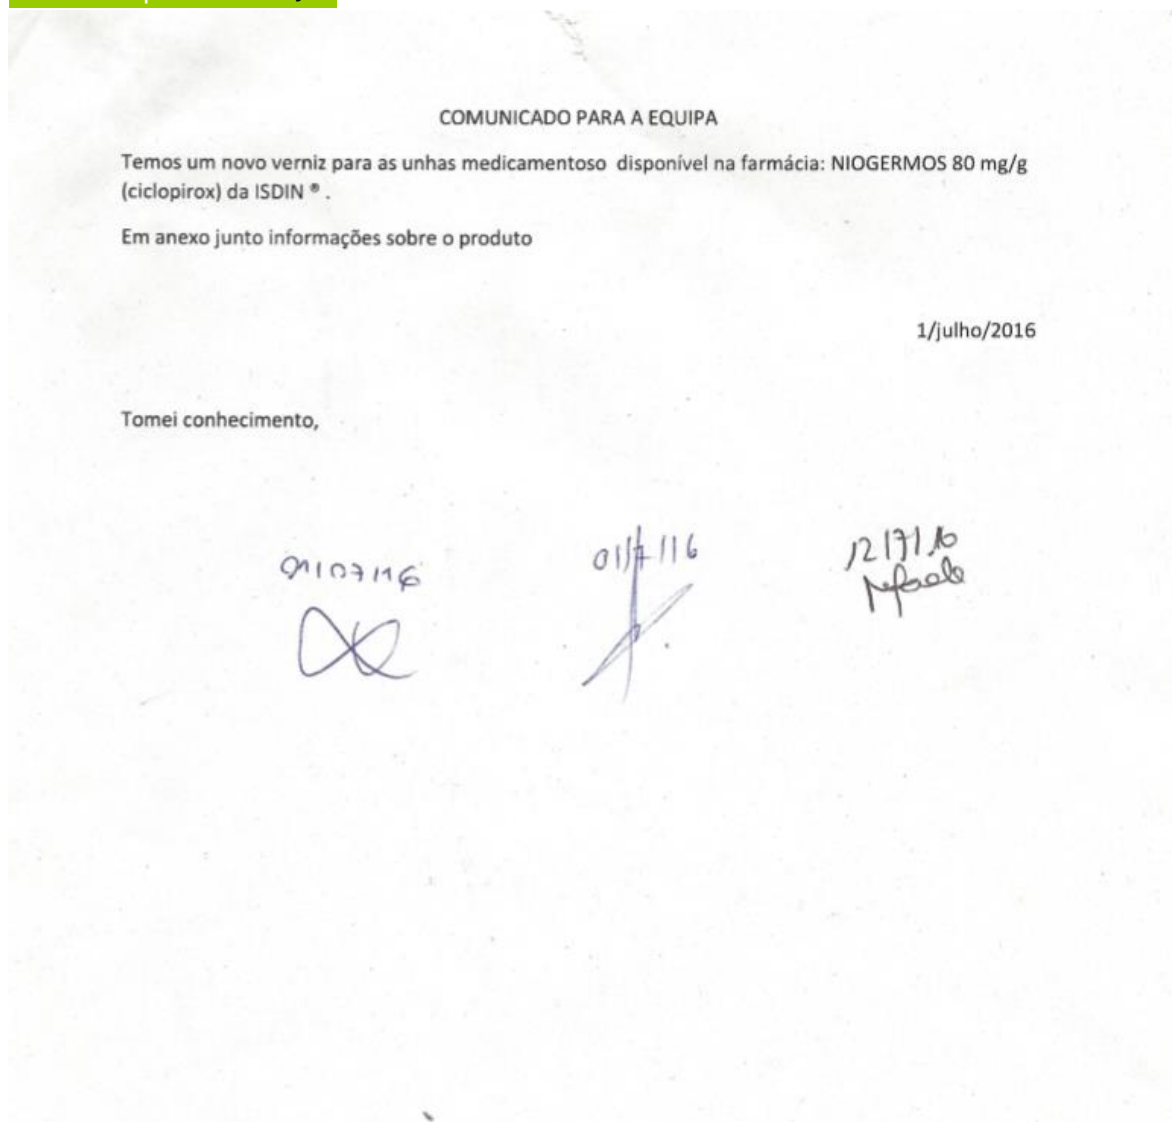 COMUNICADO PARA A EQUIPA
Temos um novo verniz para as unhas medicamentoso disponível na farmácia: NIOGERMOS 80 mg/g
(ciclopirox) da ISDIN ® .
Em anexo junto informações sobre o produto
1/julho/2016
Tomei conhecimento,
01/07/16
01/7/16
12/7/16